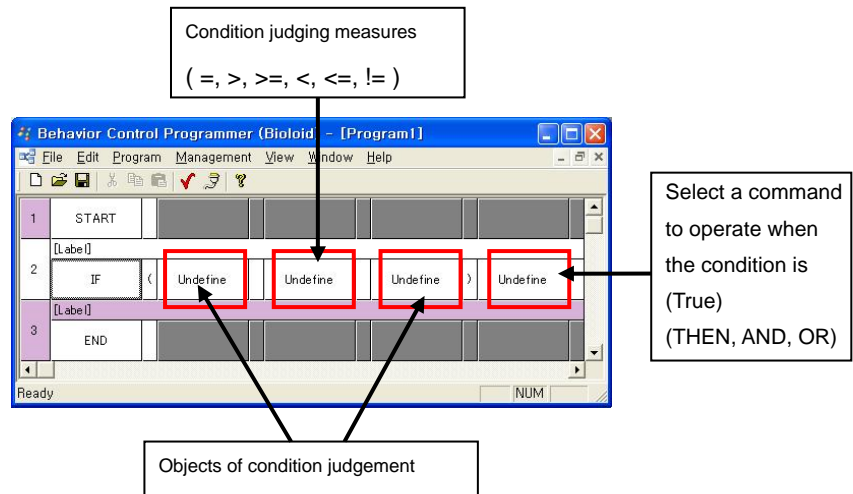 Condition judging measures
( =, >, >=, <, <=, != )
Behavior Control Programmer (Bioloid) - [Program1]
File Edit Program Management View Window Help
1 START
[Label]
2 IF ( Undefine Undefine Undefine ) Undefine
[Label]
3 END
Ready NUM
Select a command
to operate when
the condition is
(True)
(THEN, AND, OR)
Objects of condition judgement